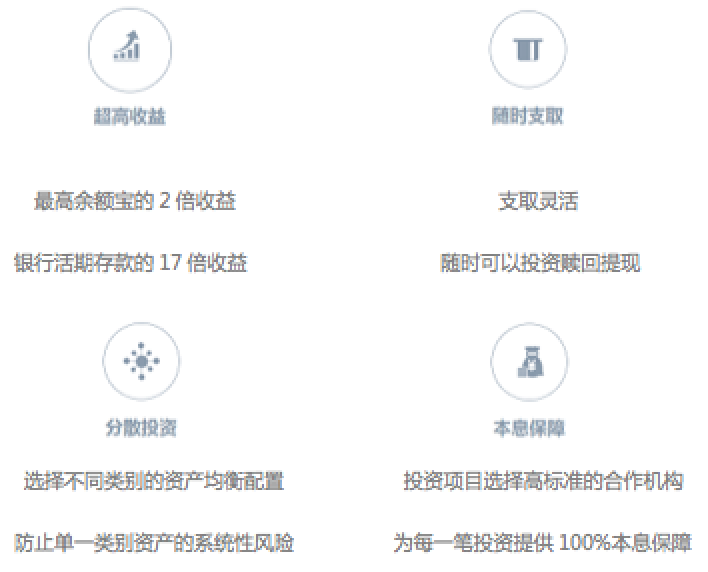 超高收益
随时支取
最高余额宝的 2 倍收益
支取灵活
银行活期存款的 17 倍收益
随时可以投资赎回提现
分散投资
本息保障
选择不同类别的资产均衡配置
投资项目选择高标准的合作机构
防止单一类别资产的系统性风险
为每一笔投资提供 100%本息保障